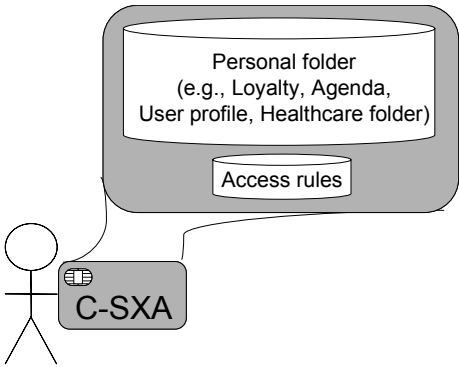 Personal folder
(e.g., Loyalty, Agenda,
User profile, Healthcare folder)
Access rules
C-SXA